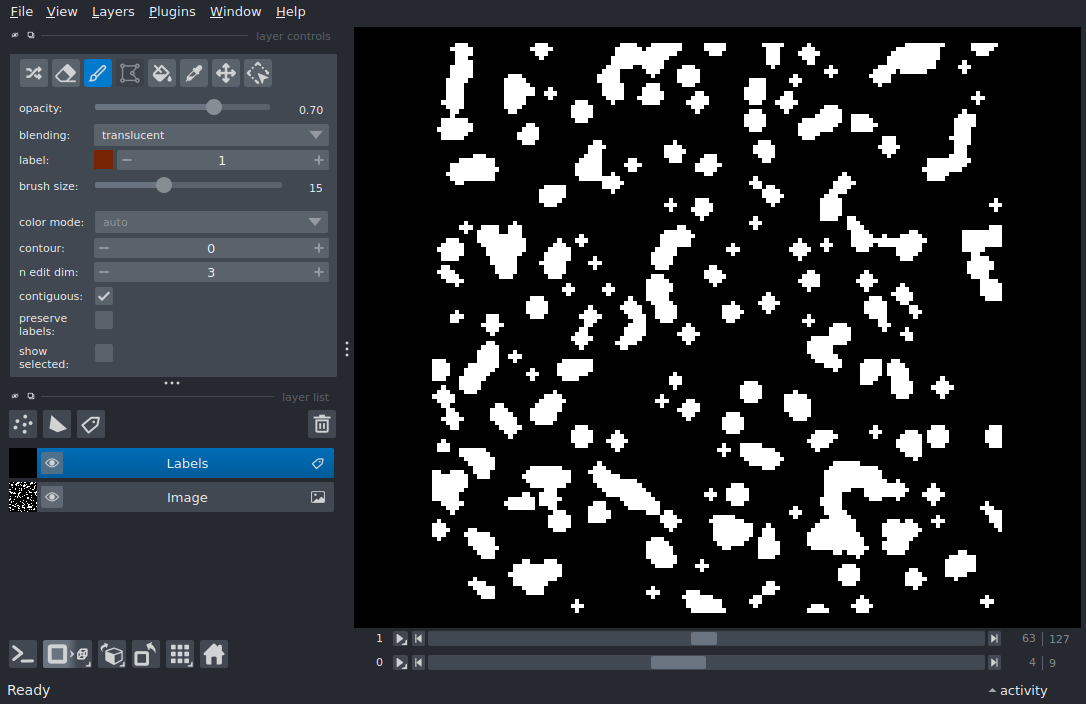 File View Layers Plugins Window Help
layer controls
opacity: 0.70
blending: translucent
label: 1
brush size: 15
color mode: auto
contour: 0
n edit dim: 3
contiguous:
preserve
labels:
show
selected:
layer list
Labels
Image
1 63 127
0 4 9
Ready activity